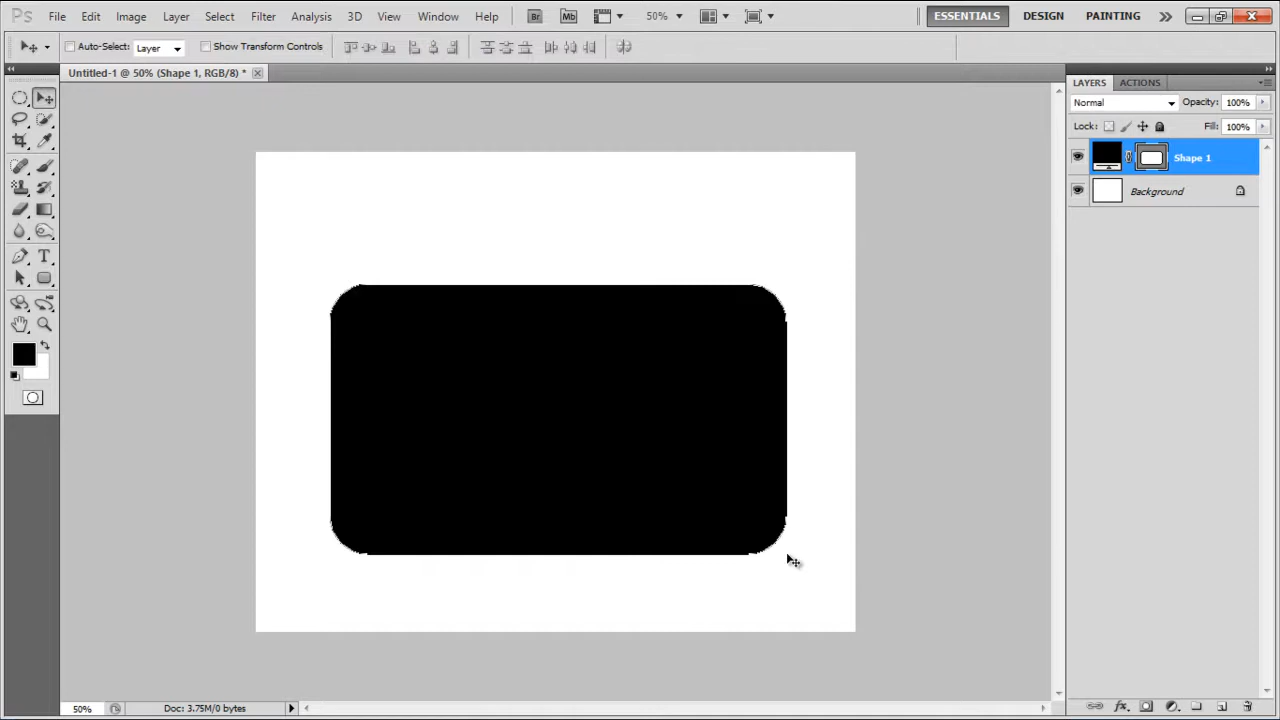 Ps File Edit Image Layer Select Filter Analysis 3D View Window Help Br Mb 50% ESSENTIALS DESIGN PAINTING
Auto-Select: Layer Show Transform Controls
Untitled-1 @ 50% (Shape 1, RGB/8) *
LAYERS ACTIONS
Normal Opacity: 100%
Lock: Fill: 100%
Shape 1
Background
T
50% Doc: 3.75M/0 bytes
fx